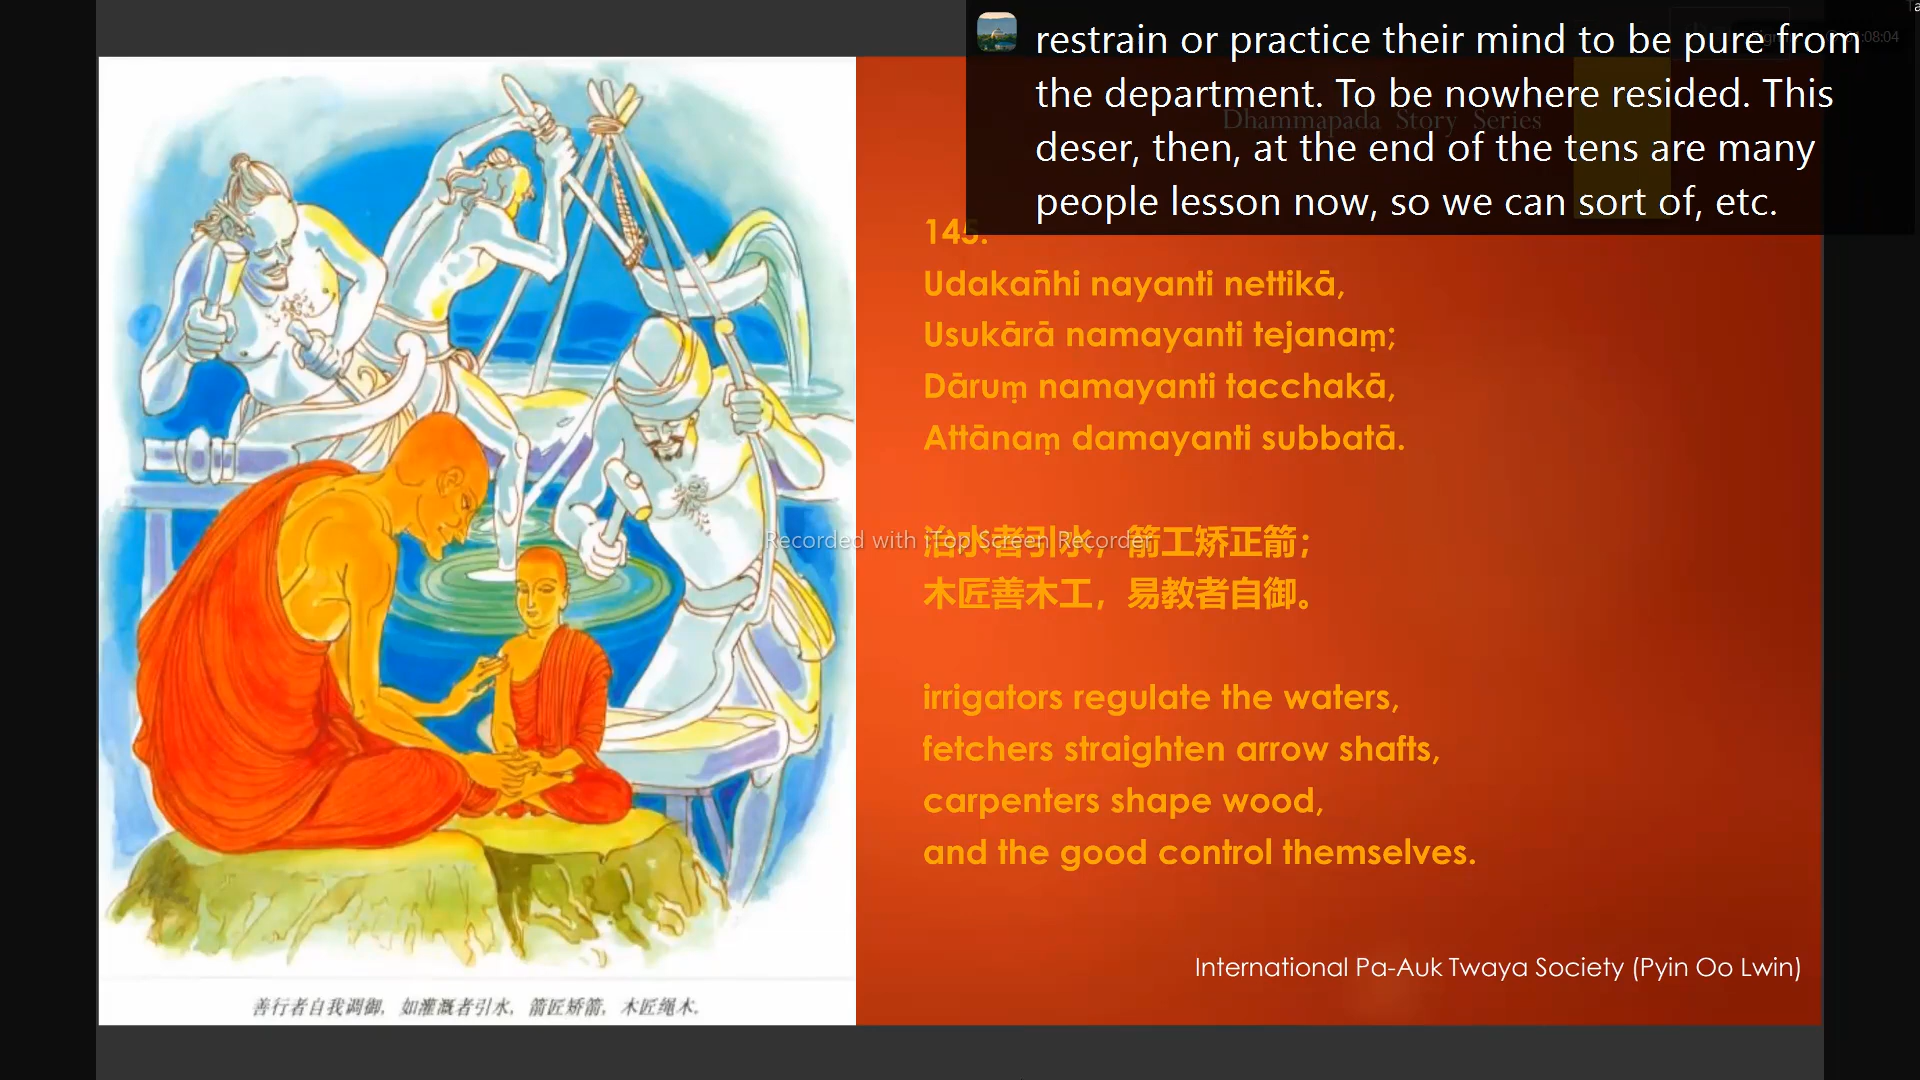 restrain or practice their mind to be pure from
the department. To be nowhere resided. This
deser, then, at the end of the tens are many
people lesson now, so we can sort of, etc.
Dhammapada Story Series
145.
Udakañhi nayanti nettikā,
Usukārā namayanti tejanaṃ;
Dāruṃ namayanti tacchakā,
Attānaṃ damayanti subbatā.
治水者引水，箭工矫正箭；
木匠善木工，易教者自御。
Recorded with iTop Screen Recorder
irrigators regulate the waters,
fetchers straighten arrow shafts,
carpenters shape wood,
and the good control themselves.
International Pa-Auk Twaya Society (Pyin Oo Lwin)
善行者自我调御，如灌溉者引水，箭匠矫箭，木匠绳木。